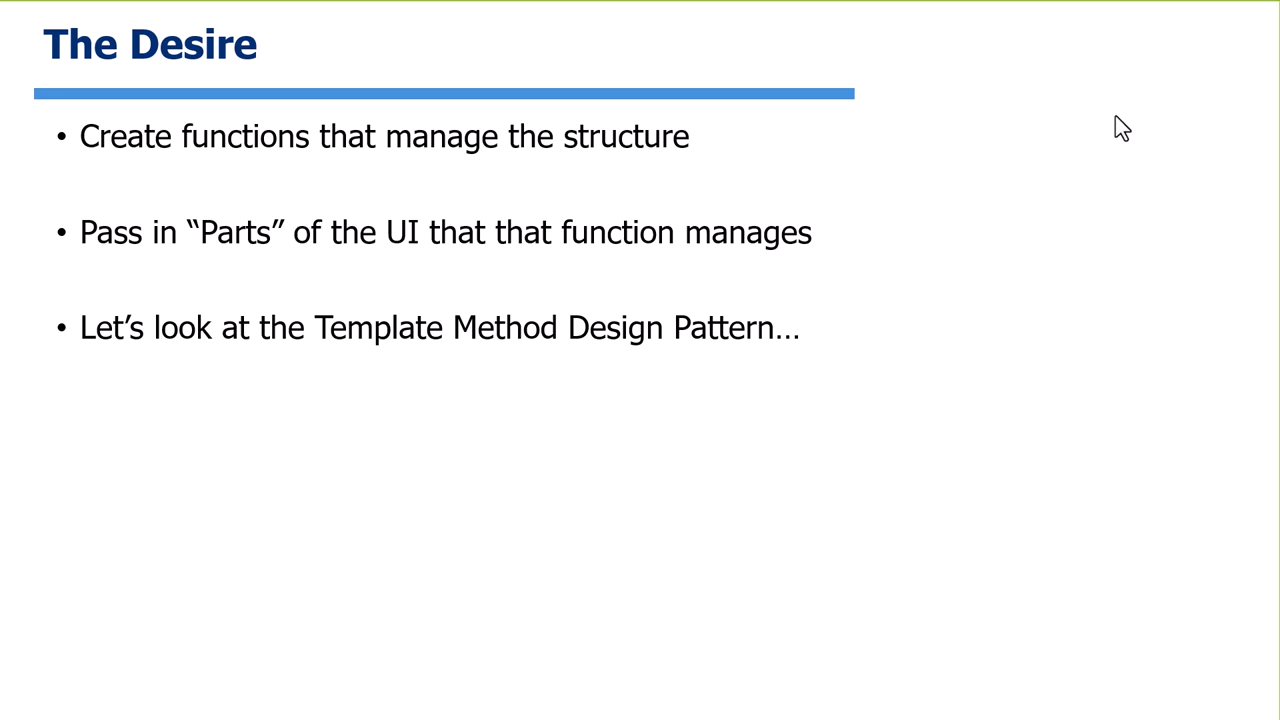 The Desire
• Create functions that manage the structure
• Pass in “Parts” of the UI that that function manages
• Let’s look at the Template Method Design Pattern…